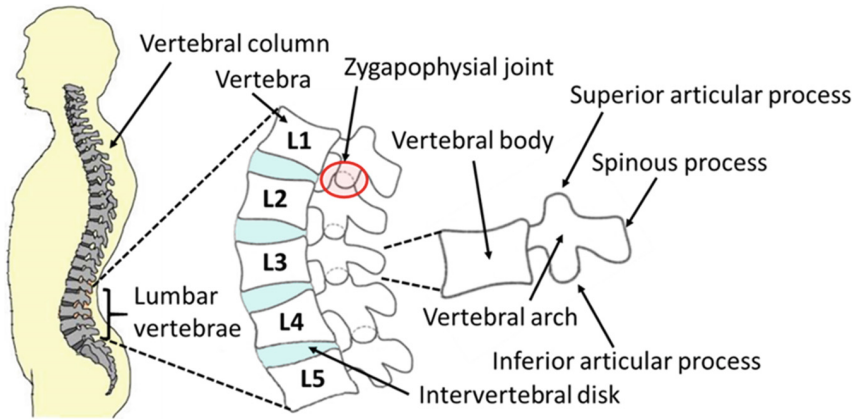 Vertebral column
Vertebra
Zygapophysial joint
Superior articular process
Vertebral body
Spinous process
L1
L2
L3
L4
L5
Lumbar
vertebrae
Vertebral arch
Inferior articular process
Intervertebral disk